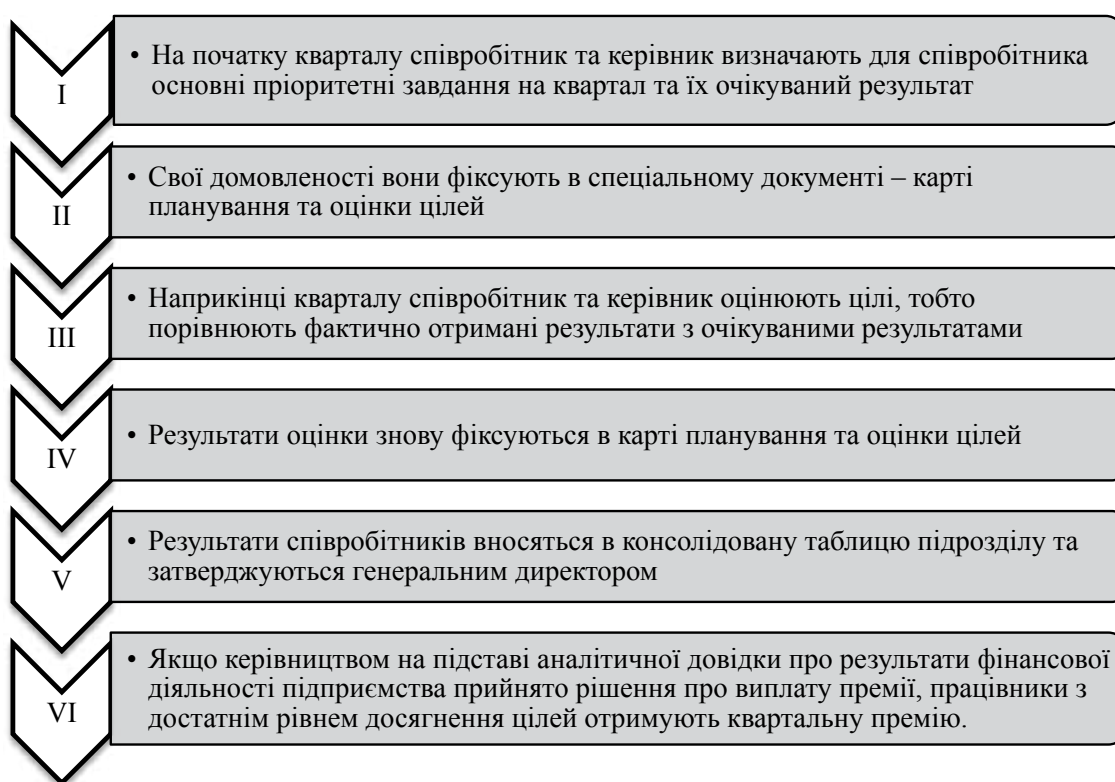 I
• На початку кварталу співробітник та керівник визначають для співробітника
основні пріоритетні завдання на квартал та їх очікуваний результат
II
• Свої домовленості вони фіксують в спеціальному документі – карті
планування та оцінки цілей
III
• Наприкінці кварталу співробітник та керівник оцінюють цілі, тобто
порівнюють фактично отримані результати з очікуваними результатами
IV
• Результати оцінки знову фіксуються в карті планування та оцінки цілей
V
• Результати співробітників вносяться в консолідовану таблицю підрозділу та
затверджуються генеральним директором
VI
• Якщо керівництвом на підставі аналітичної довідки про результати фінансової
діяльності підприємства прийнято рішення про виплату премії, працівники з
достатнім рівнем досягнення цілей отримують квартальну премію.